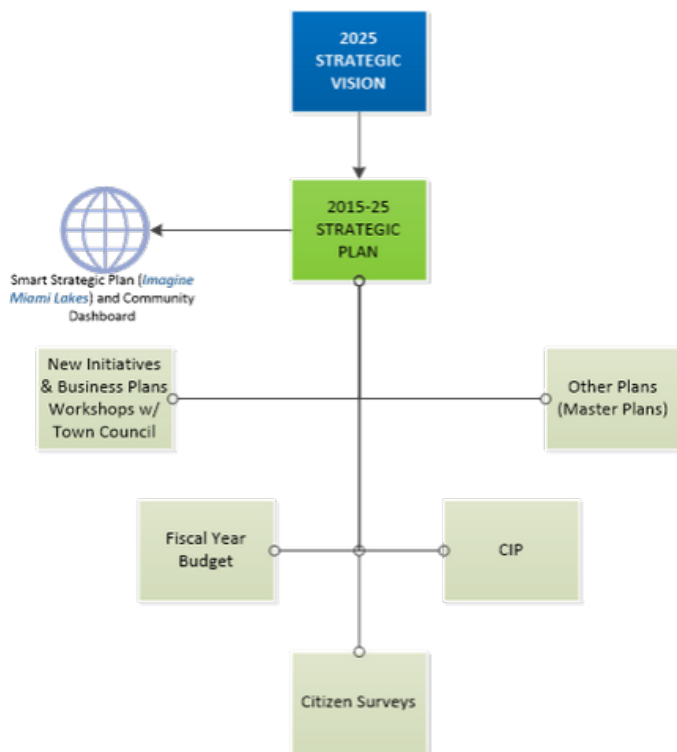 2025
STRATEGIC
VISION
2015-25
STRATEGIC
PLAN
Smart Strategic Plan (Imagine
Miami Lakes) and Community
Dashboard
New Initiatives
& Business Plans
Workshops w/
Town Council
Other Plans
(Master Plans)
Fiscal Year
Budget
CIP
Citizen Surveys